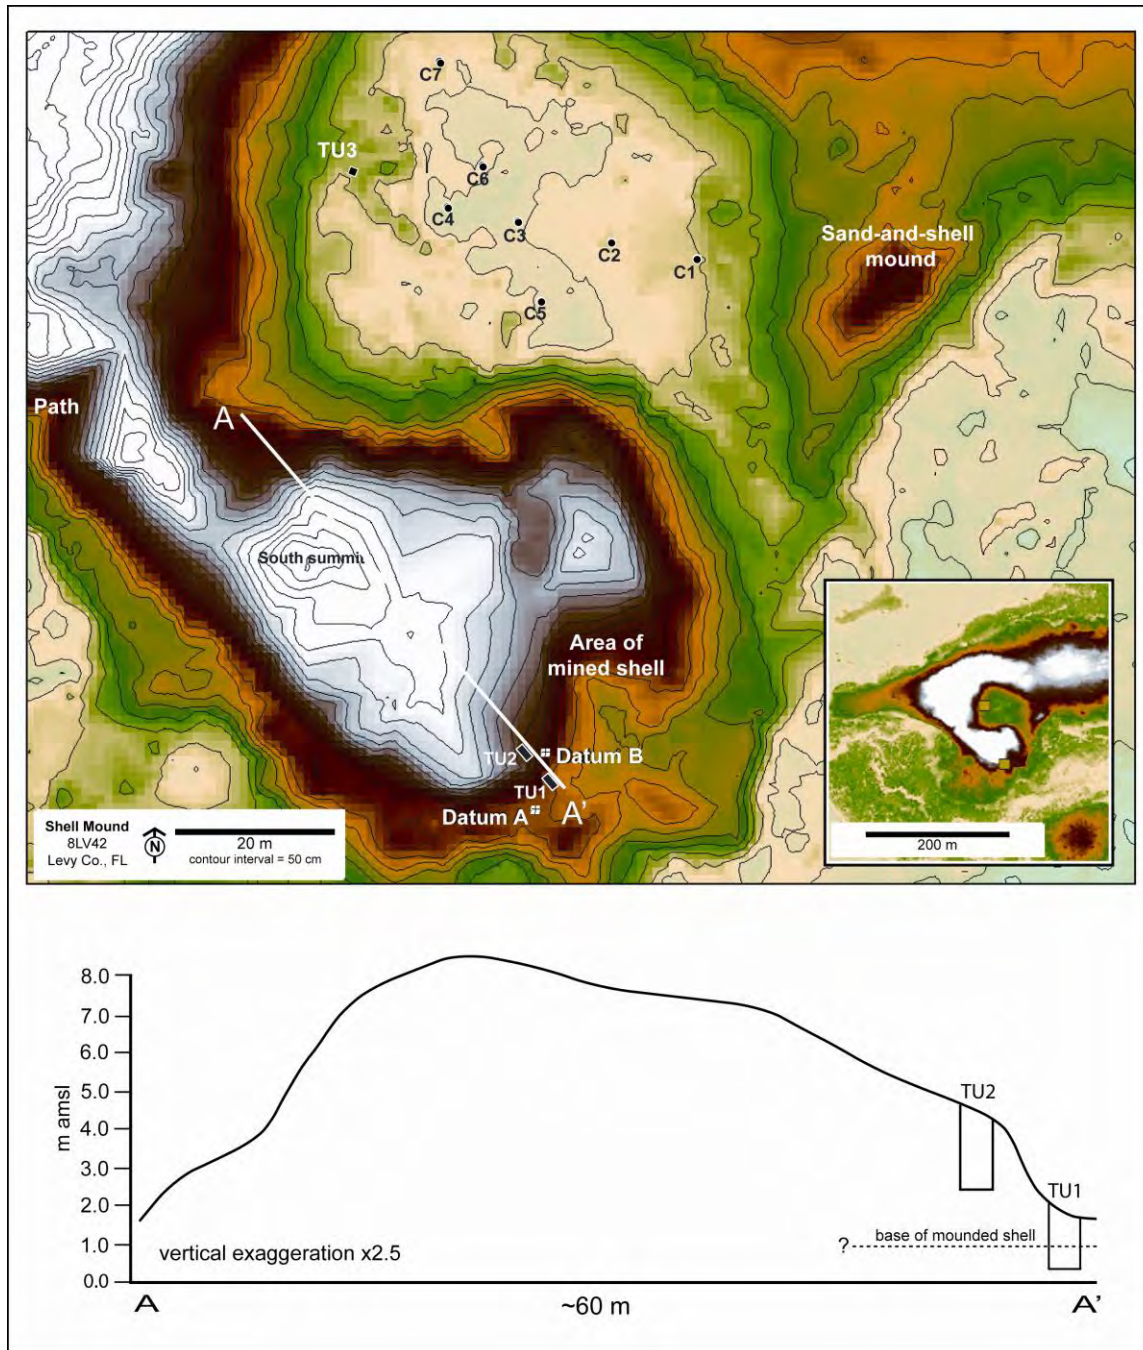 C7
TU3
C6
C4
C3
C2
C1
C5
Sand-and-shell
mound
Path
A
South summit
Area of
mined shell
TU2
Datum B
TU1
Datum A
A'
Shell Mound
8LV42
Levy Co., FL
N
20 m
contour interval = 50 cm
200 m
8.0
7.0
6.0
5.0
4.0
3.0
2.0
1.0
0.0
m amsl
TU2
TU1
? base of mounded shell
vertical exaggeration x2.5
A
~60 m
A'